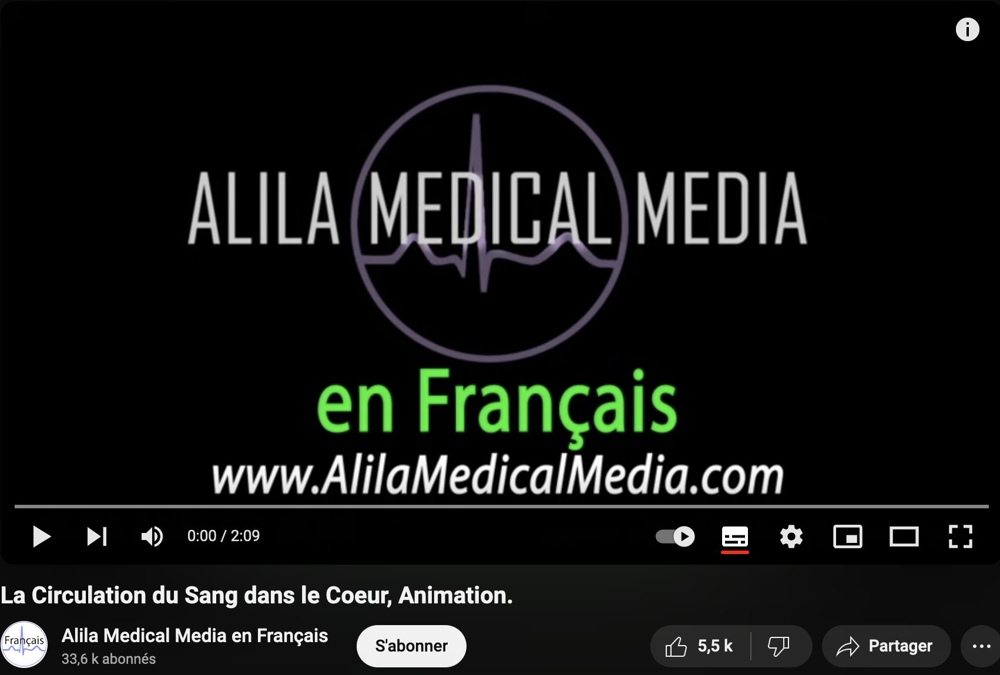 ALILA MEDICAL MEDIA
en Français
www.AlilaMedicalMedia.com
0:00 / 2:09
La Circulation du Sang dans le Coeur, Animation.
Français
Alila Medical Media en Français
33,6 k abonnés
S'abonner
5,5 k
Partager